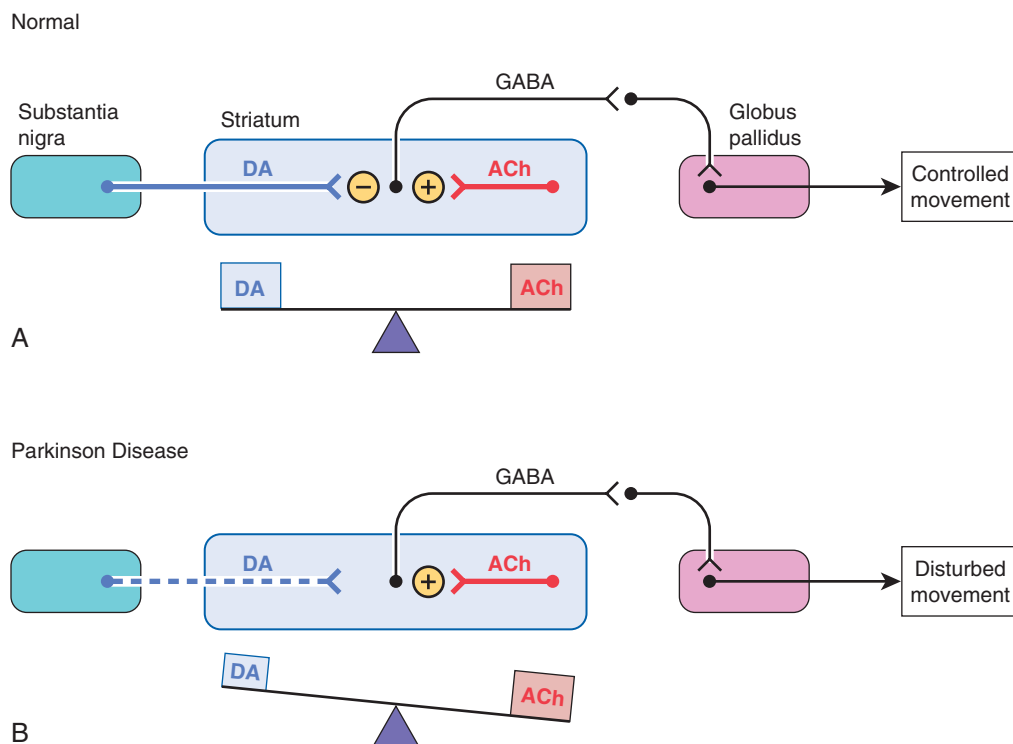 Normal
GABA
Substantia
nigra
Striatum
Globus
pallidus
DA
ACh
−
+
Controlled
movement
DA
ACh
A
Parkinson Disease
GABA
DA
ACh
+
Disturbed
movement
DA
ACh
B